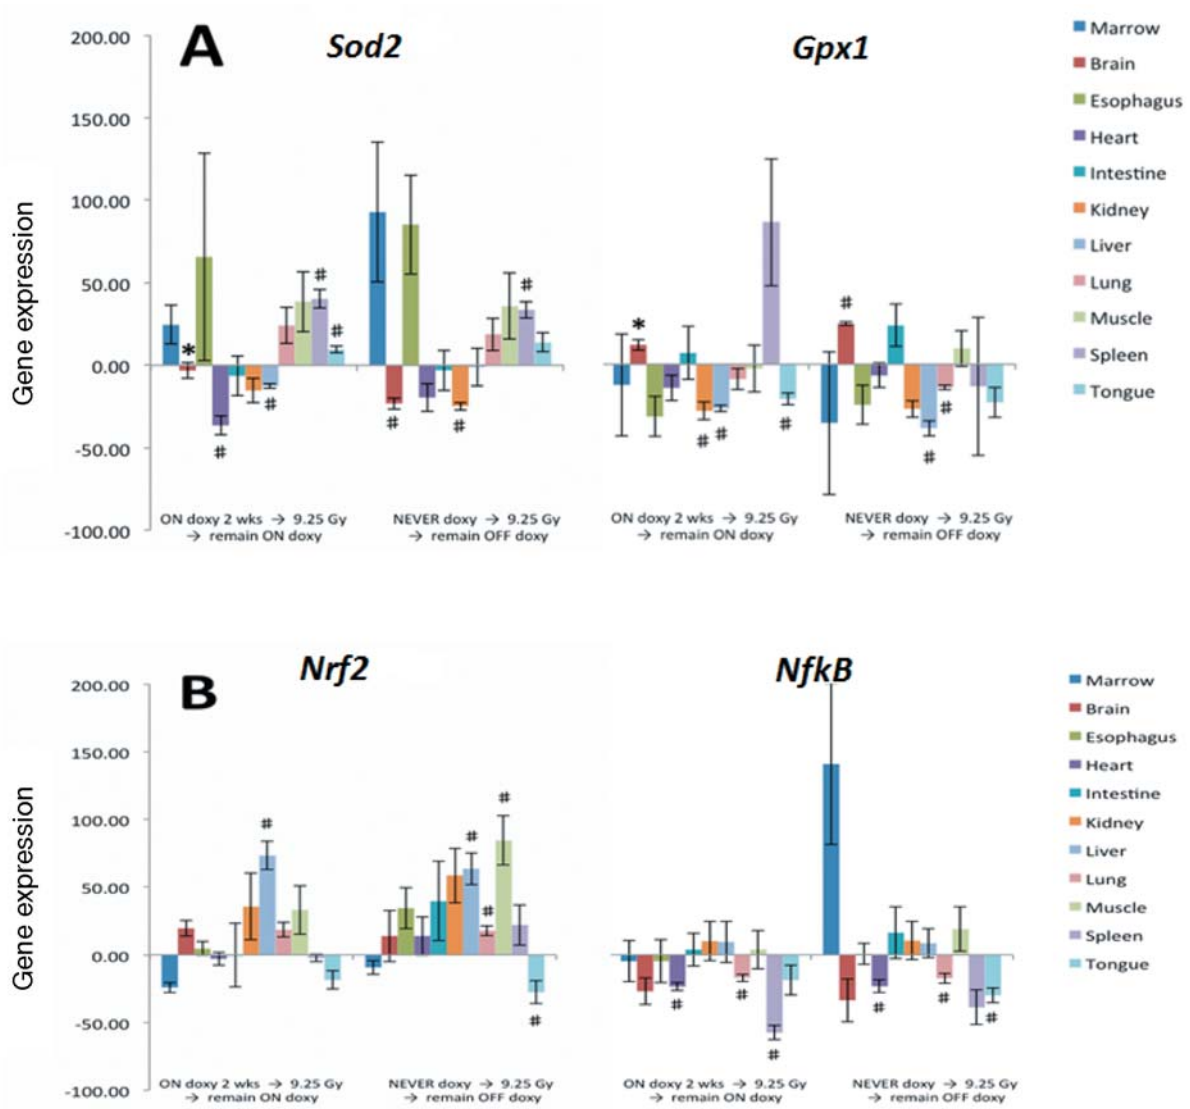 A
Sod2
Gpx1
Gene expression
200.00
150.00
100.00
50.00
0.00
-50.00
-100.00
*
#
#
#
#
#
#
#
*
#
#
#
#
#
#
ON doxy 2 wks → 9.25 Gy
→ remain ON doxy
NEVER doxy → 9.25 Gy
→ remain OFF doxy
ON doxy 2 wks → 9.25 Gy
→ remain ON doxy
NEVER doxy → 9.25 Gy
→ remain OFF doxy
Marrow
Brain
Esophagus
Heart
Intestine
Kidney
Liver
Lung
Muscle
Spleen
Tongue
B
Nrf2
NfkB
Gene expression
200.00
150.00
100.00
50.00
0.00
-50.00
-100.00
#
#
#
#
#
#
#
#
#
#
#
ON doxy 2 wks → 9.25 Gy
→ remain ON doxy
NEVER doxy → 9.25 Gy
→ remain OFF doxy
ON doxy 2 wks → 9.25 Gy
→ remain ON doxy
NEVER doxy → 9.25 Gy
→ remain OFF doxy
Marrow
Brain
Esophagus
Heart
Intestine
Kidney
Liver
Lung
Muscle
Spleen
Tongue